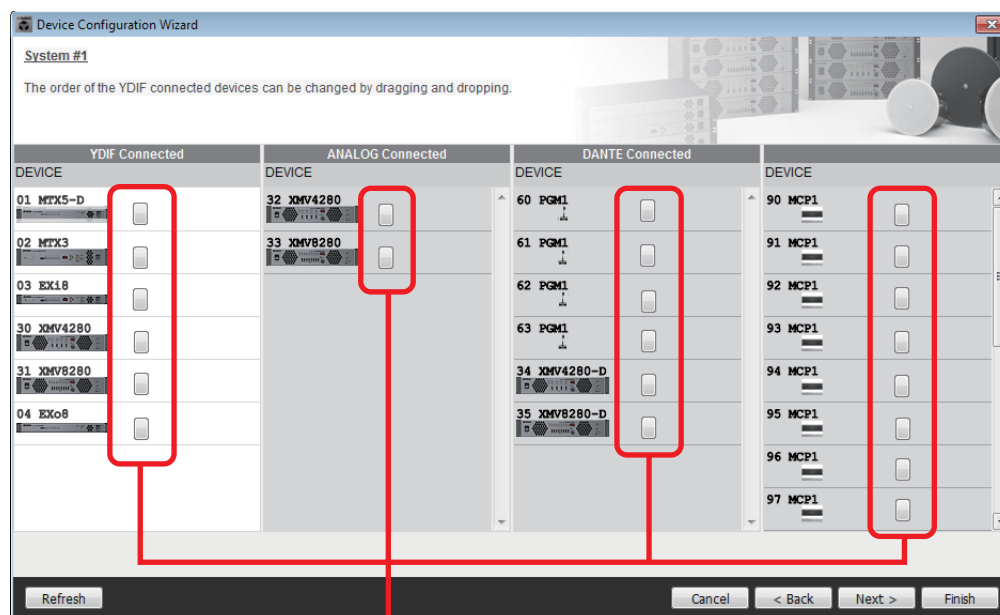 Device Configuration Wizard
System #1
The order of the YDIF connected devices can be changed by dragging and dropping.
YDIF Connected
DEVICE
01 MTX5-D
02 MTX3
03 EXi8
30 XMV4280
31 XMV8280
04 EXo8
ANALOG Connected
DEVICE
32 XMV4280
33 XMV8280
DANTE Connected
DEVICE
60 PGM1
61 PGM1
62 PGM1
63 PGM1
34 XMV4280-D
35 XMV8280-D
DEVICE
90 MCP1
91 MCP1
92 MCP1
93 MCP1
94 MCP1
95 MCP1
96 MCP1
97 MCP1
Refresh
Cancel
< Back
Next >
Finish